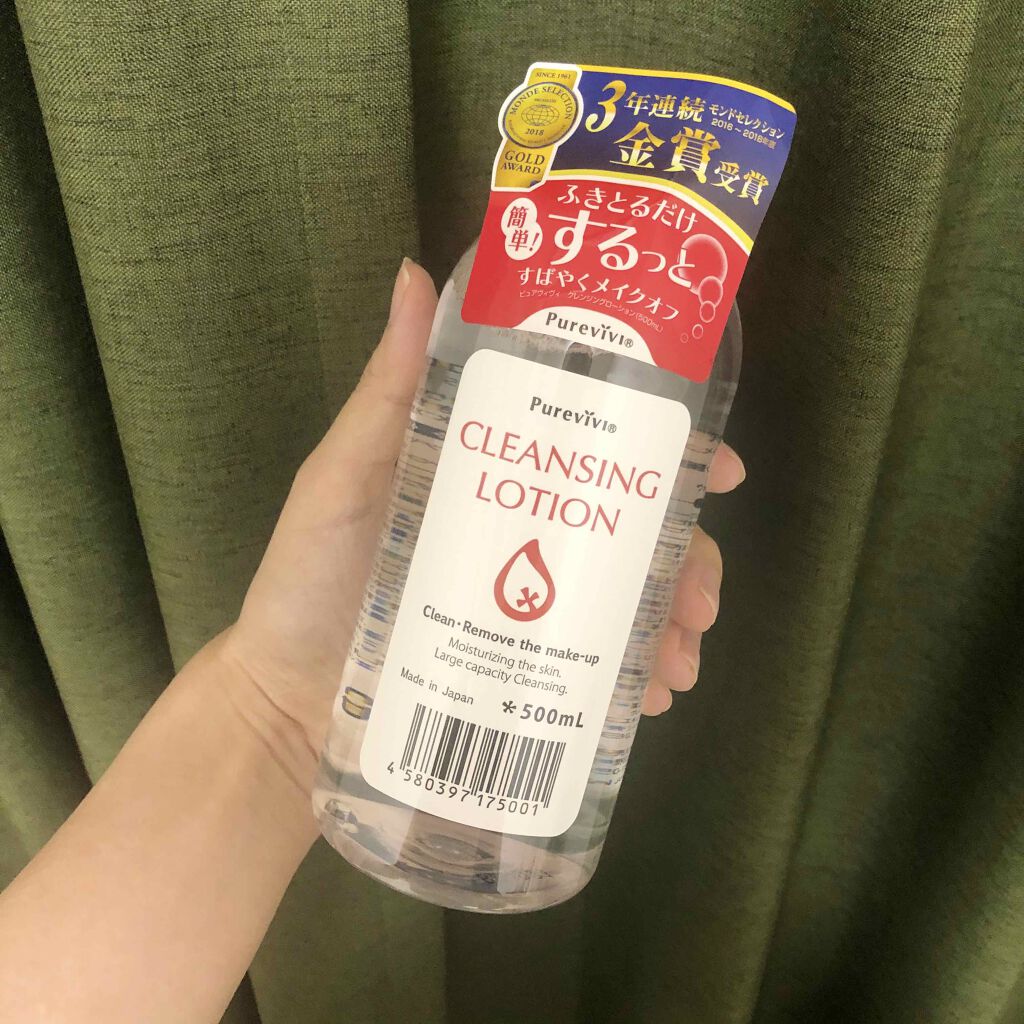 SINCE 1961
MONDE SELECTION
BRUXELLES
2018
GOLD
AWARD
3年連続 モンドセレクション
2016～2018年度
金賞受賞
ふきとるだけ
簡単!
するっと
すばやくメイクオフ
ピュアヴィヴィ クレンジングローション(500mL)
Purevivi®
Purevivi®
CLEANSING
LOTION
Clean・Remove the make-up
Moisturizing the skin.
Large capacity Cleansing.
Made in Japan
*500mL
4 580397 175001